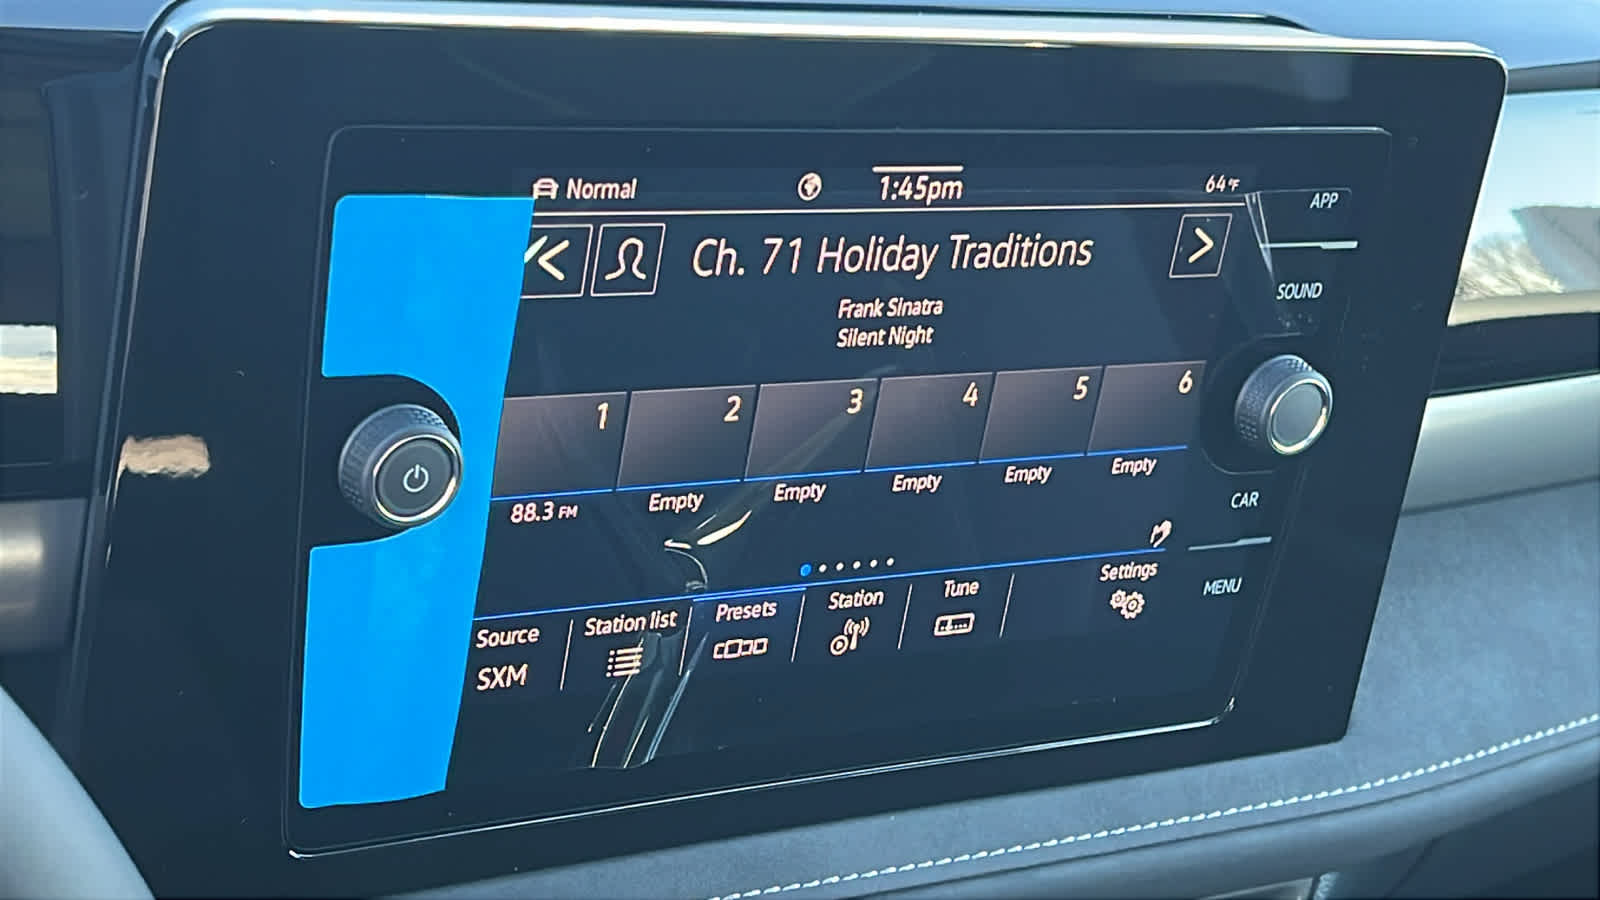 Normal
1:45pm
64°F
APP
Ch. 71 Holiday Traditions
SOUND
Frank Sinatra
Silent Night
1
2
3
4
5
6
88.3 FM
Empty
Empty
Empty
Empty
Empty
CAR
MENU
Source
SXM
Station list
Presets
Station
Tune
Settings